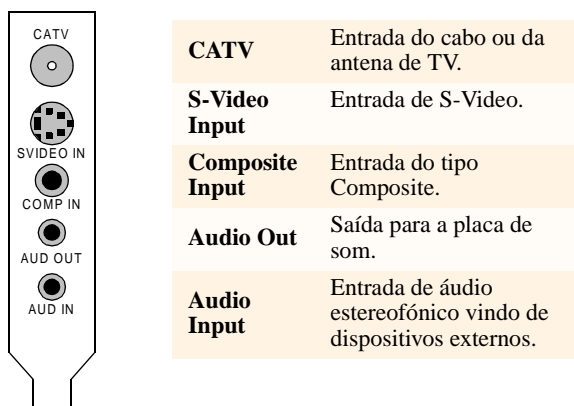 CATV
SVIDEO IN
COMP IN
AUD OUT
AUD IN
CATV
Entrada do cabo ou da
antena de TV.
S-Video
Input
Entrada de S-Video.
Composite
Input
Entrada do tipo
Composite.
Audio Out
Saída para a placa de
som.
Audio
Input
Entrada de áudio
estereofónico vindo de
dispositivos externos.